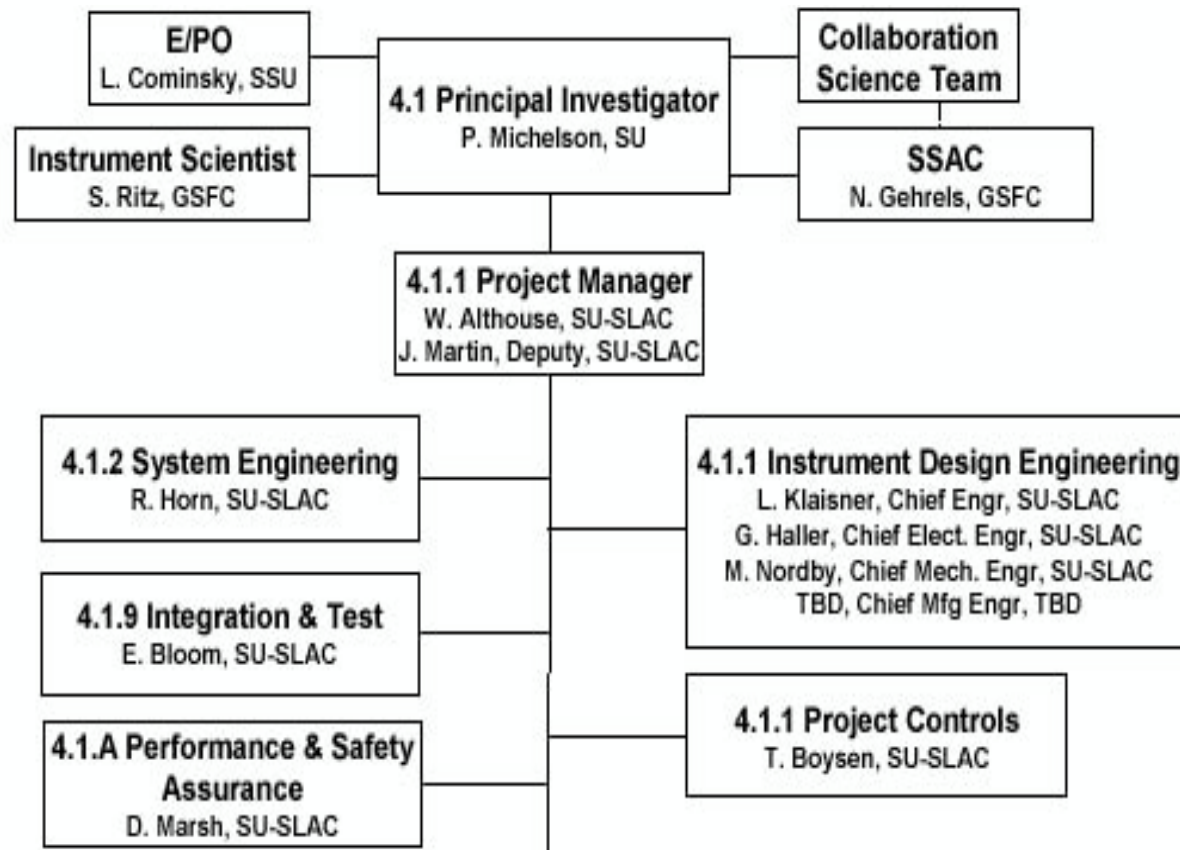 E/PO
L. Cominsky, SSU
4.1 Principal Investigator
P. Michelson, SU
Collaboration
Science Team
Instrument Scientist
S. Ritz, GSFC
SSAC
N. Gehrels, GSFC
4.1.1 Project Manager
W. Althouse, SU-SLAC
J. Martin, Deputy, SU-SLAC
4.1.2 System Engineering
R. Horn, SU-SLAC
4.1.1 Instrument Design Engineering
L. Klaisner, Chief Engr, SU-SLAC
G. Haller, Chief Elect. Engr, SU-SLAC
M. Nordby, Chief Mech. Engr, SU-SLAC
TBD, Chief Mfg Engr, TBD
4.1.9 Integration & Test
E. Bloom, SU-SLAC
4.1.1 Project Controls
T. Boysen, SU-SLAC
4.1.A Performance & Safety
Assurance
D. Marsh, SU-SLAC